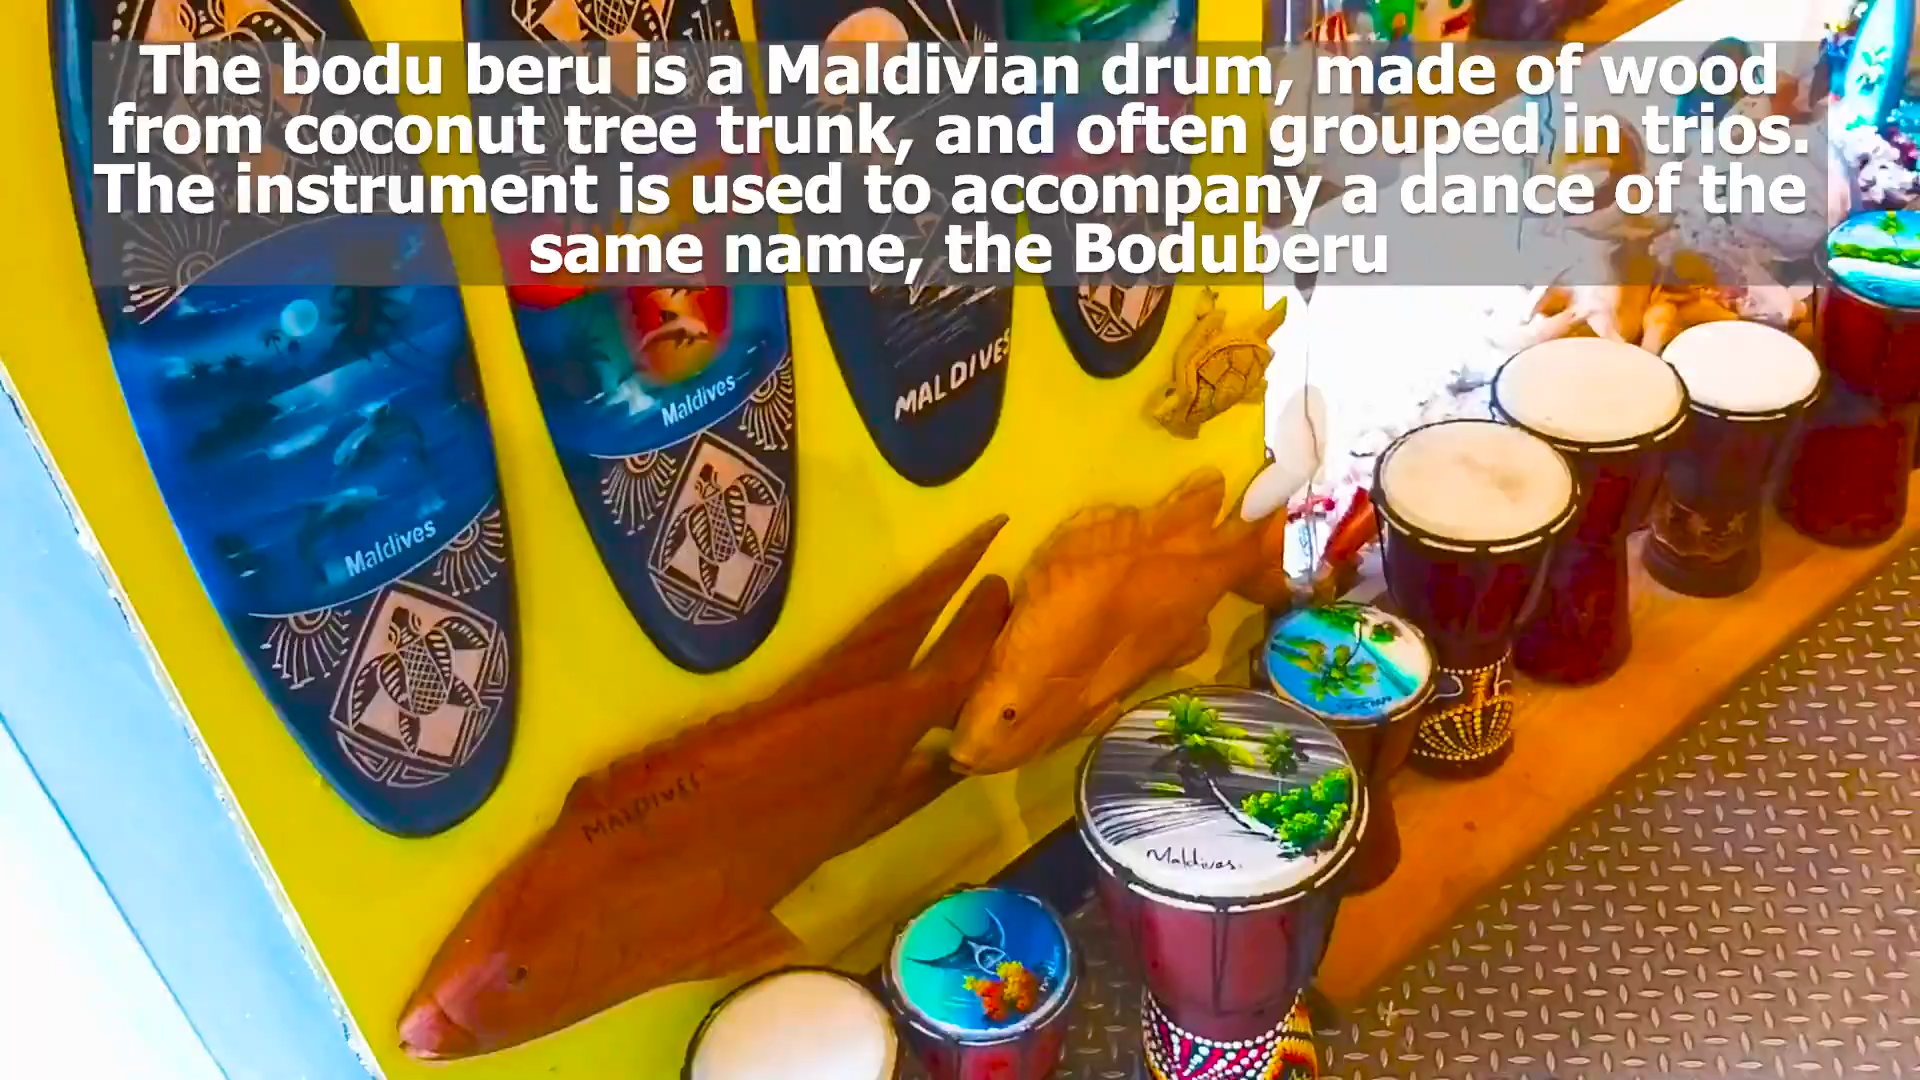 The bodu beru is a Maldivian drum, made of wood
from coconut tree trunk, and often grouped in trios.
The instrument is used to accompany a dance of the
same name, the Boduberu
MALDIVES
Maldives
Maldives
MALDIVES
Maldives